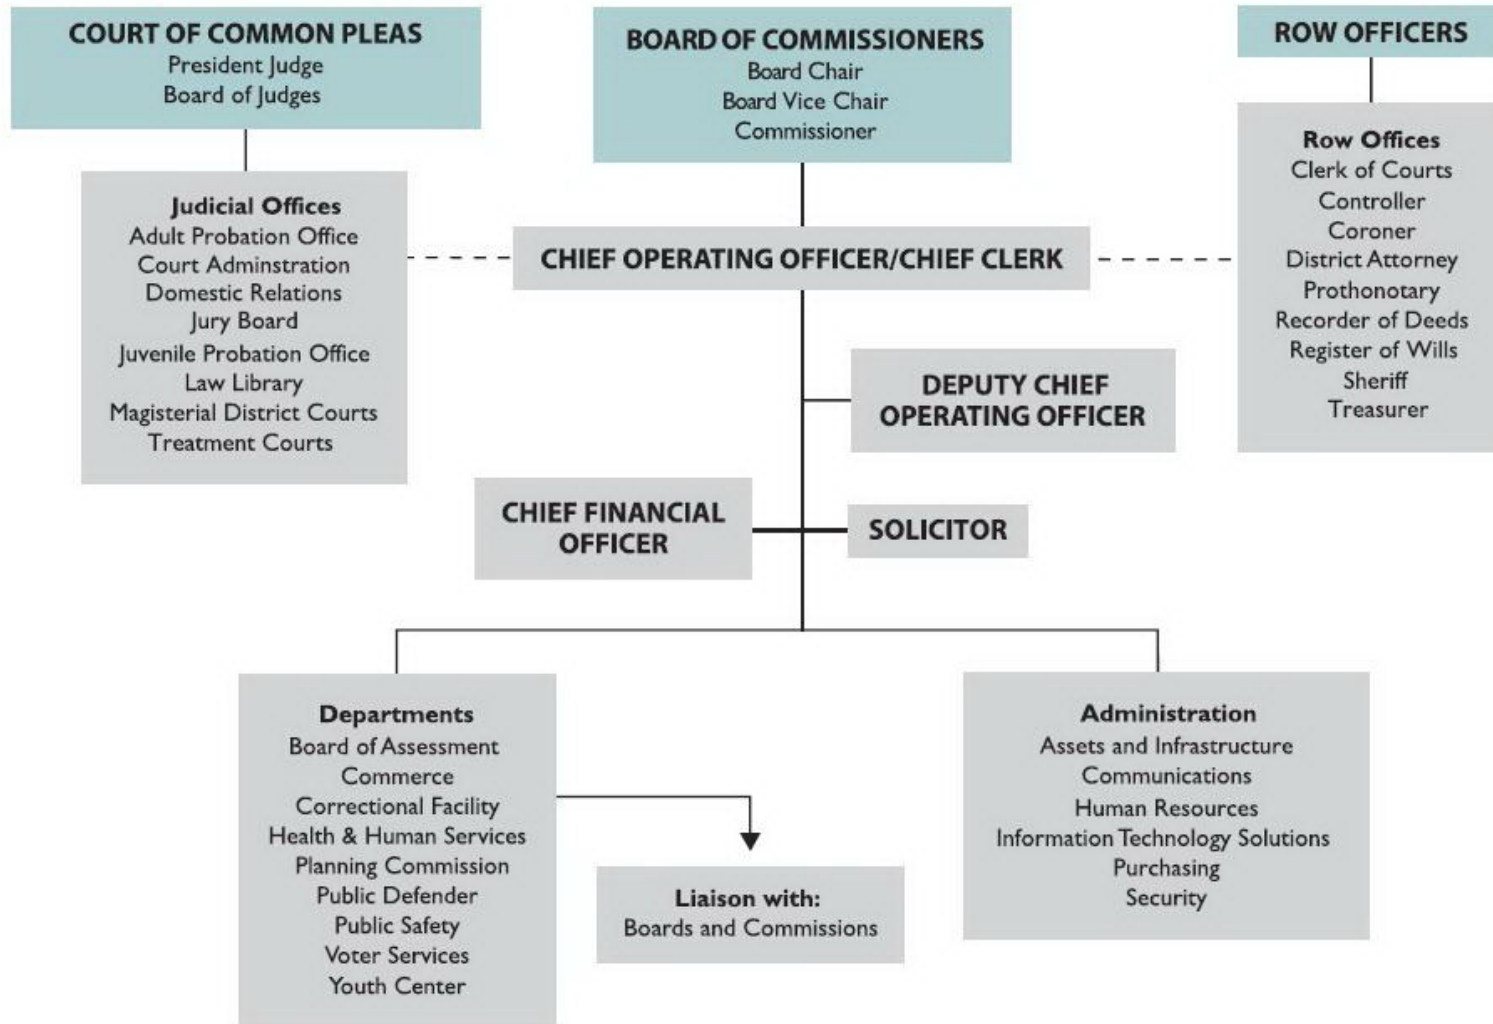 COURT OF COMMON PLEAS
President Judge
Board of Judges
BOARD OF COMMISSIONERS
Board Chair
Board Vice Chair
Commissioner
ROW OFFICERS
Judicial Offices
Adult Probation Office
Court Adminstration
Domestic Relations
Jury Board
Juvenile Probation Office
Law Library
Magisterial District Courts
Treatment Courts
CHIEF OPERATING OFFICER/CHIEF CLERK
Row Offices
Clerk of Courts
Controller
Coroner
District Attorney
Prothonotary
Recorder of Deeds
Register of Wills
Sheriff
Treasurer
DEPUTY CHIEF
OPERATING OFFICER
CHIEF FINANCIAL
OFFICER
SOLICITOR
Departments
Board of Assessment
Commerce
Correctional Facility
Health & Human Services
Planning Commission
Public Defender
Public Safety
Voter Services
Youth Center
Liaison with:
Boards and Commissions
Administration
Assets and Infrastructure
Communications
Human Resources
Information Technology Solutions
Purchasing
Security